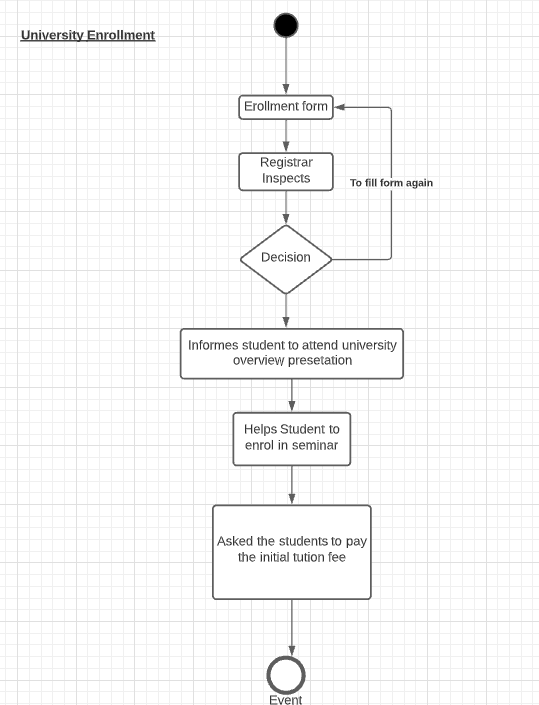 University Enrollment
Erollment form
Registrar
Inspects
To fill form again
Decision
Informes student to attend university
overview presetation
Helps Student to
enrol in seminar
Asked the students to pay
the initial tution fee
Event